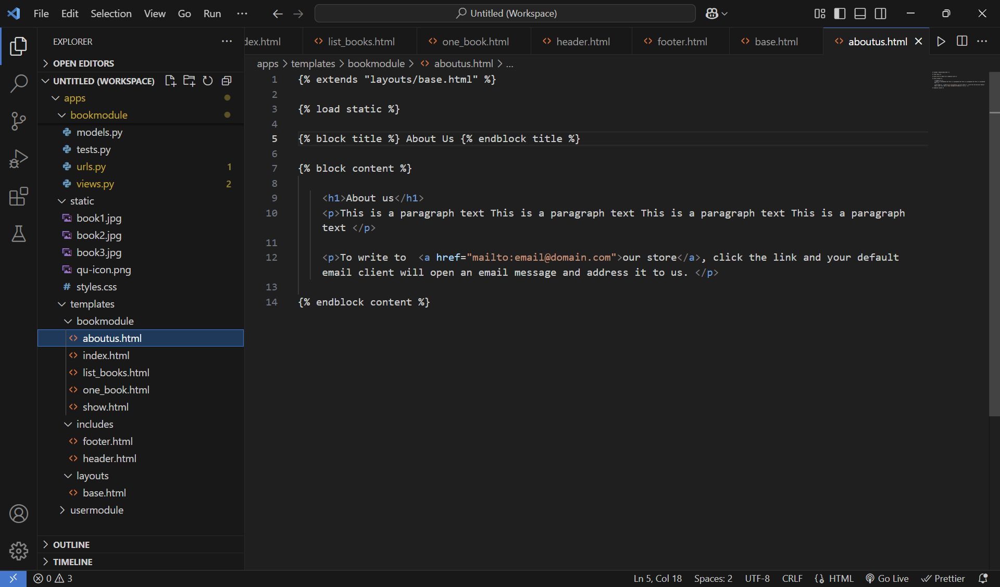 File Edit Selection View Go Run
Untitled (Workspace)
EXPLORER
dex.html
list_books.html
one_book.html
header.html
footer.html
base.html
aboutus.html
OPEN EDITORS
UNTITLED (WORKSPACE)
apps
bookmodule
models.py
tests.py
urls.py 1
views.py 2
static
book1.jpg
book2.jpg
book3.jpg
qu-icon.png
# styles.css
templates
bookmodule
aboutus.html
index.html
list_books.html
one_book.html
show.html
includes
footer.html
header.html
layouts
base.html
usermodule
OUTLINE
TIMELINE
apps > templates > bookmodule > <> aboutus.html > ...
1 {% extends "layouts/base.html" %}
2
3 {% load static %}
4
5 {% block title %} About Us {% endblock title %}
6
7 {% block content %}
8
9 <h1>About us</h1>
10 <p>This is a paragraph text This is a paragraph text This is a paragraph text This is a paragraph
text </p>
11
12 <p>To write to  <a href="mailto:email@domain.com">our store</a>, click the link and your default
email client will open an email message and address it to us. </p>
13
14 {% endblock content %}
0 3
Ln 5, Col 18 Spaces: 2 UTF-8 CRLF HTML Go Live Prettier